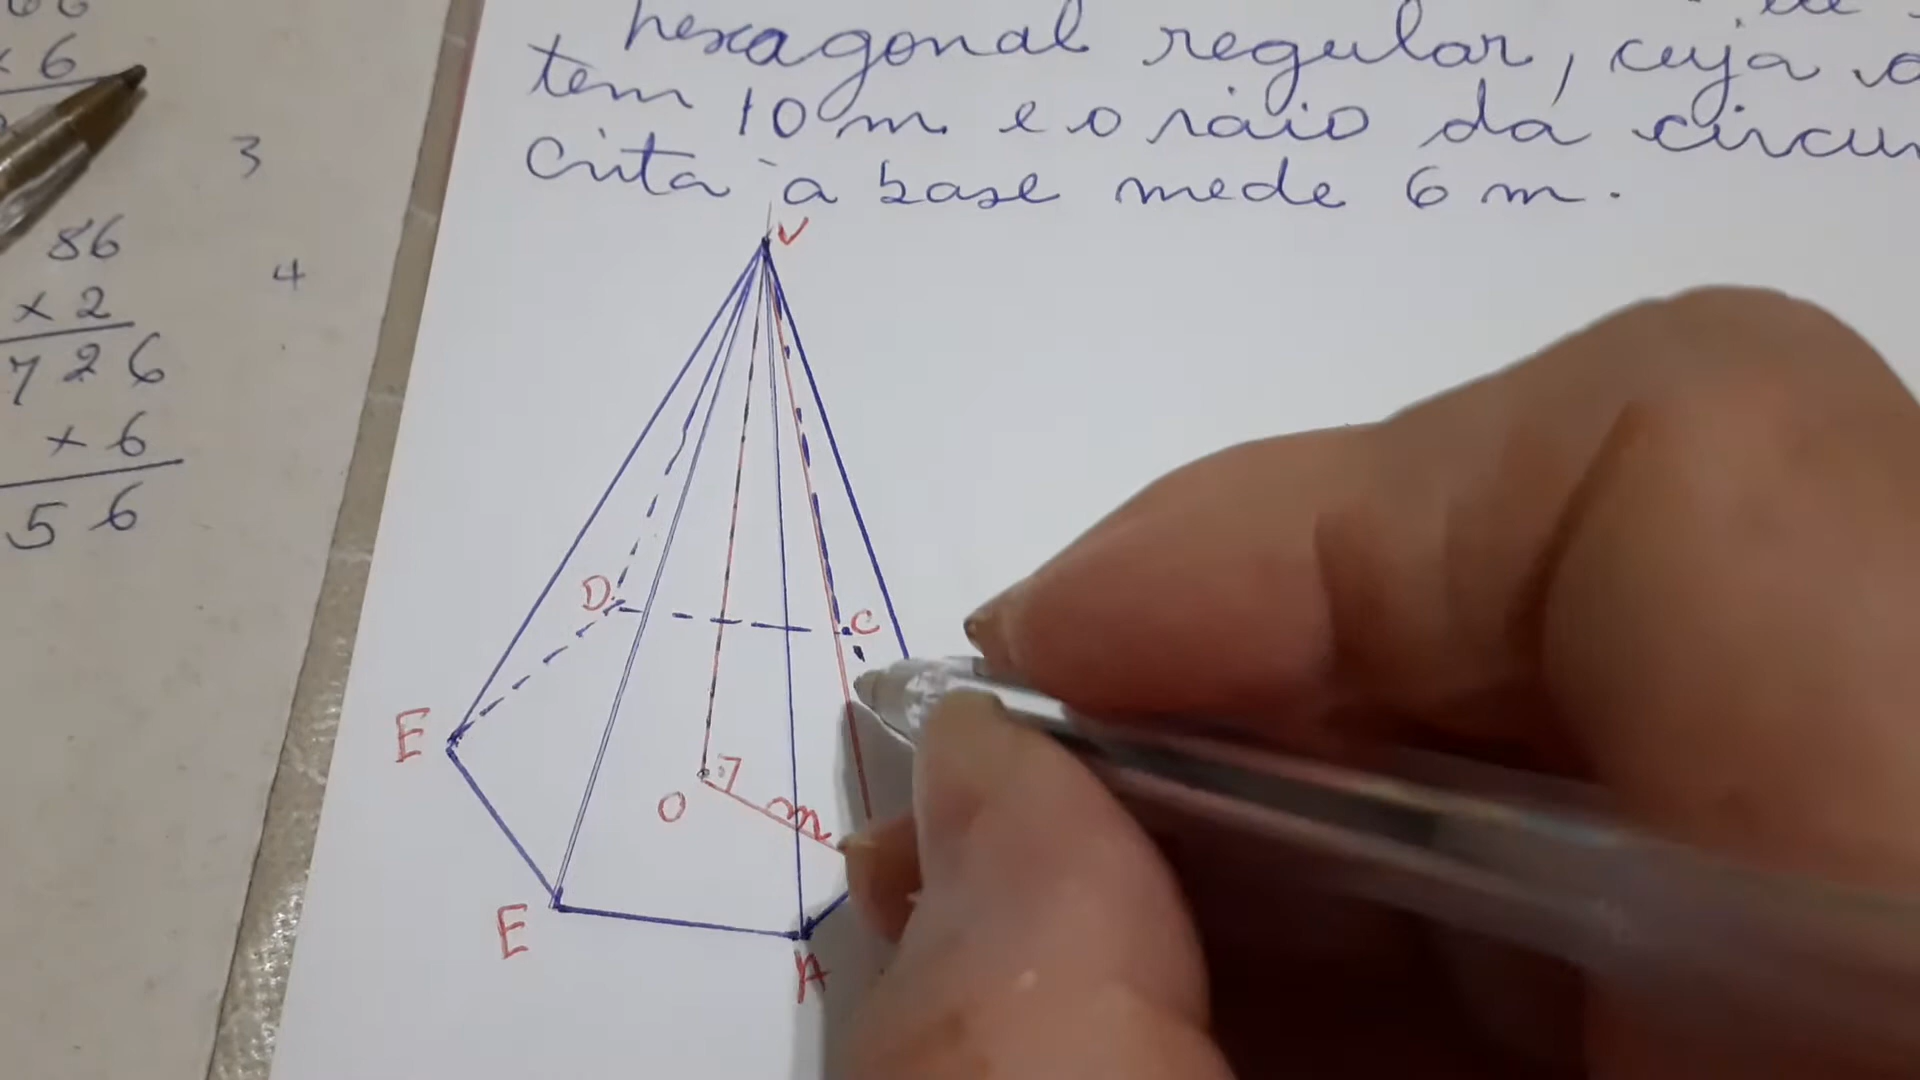 hexagonal regular, cuja
tem 10 m e o raio da circun
crita à base mede 6 m.
V
D
C
E
7
O
m
E
A
x 6
3
86
4
x 2
726
x 6
56